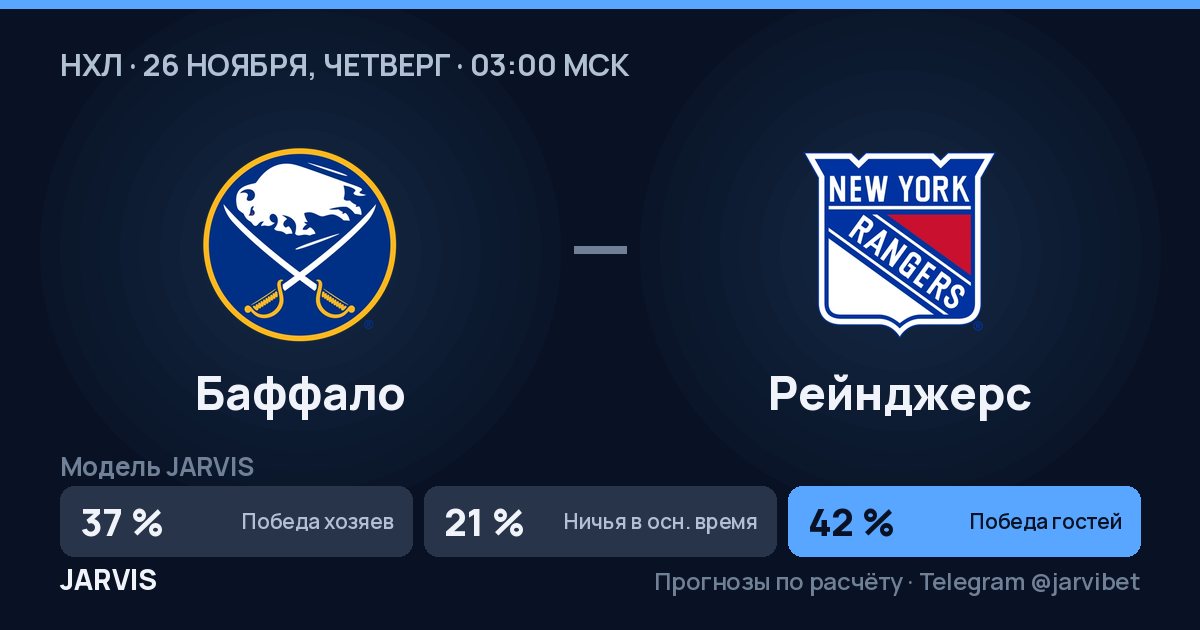 НХЛ · 26 НОЯБРЯ, ЧЕТВЕРГ · 03:00 МСК
NEW YORK
RANGERS
—
Баффало
Рейнджерс
Модель JARVIS
37 % Победа хозяев
21 % Ничья в осн. время
42 % Победа гостей
JARVIS
Прогнозы по расчёту · Telegram @jarvibet